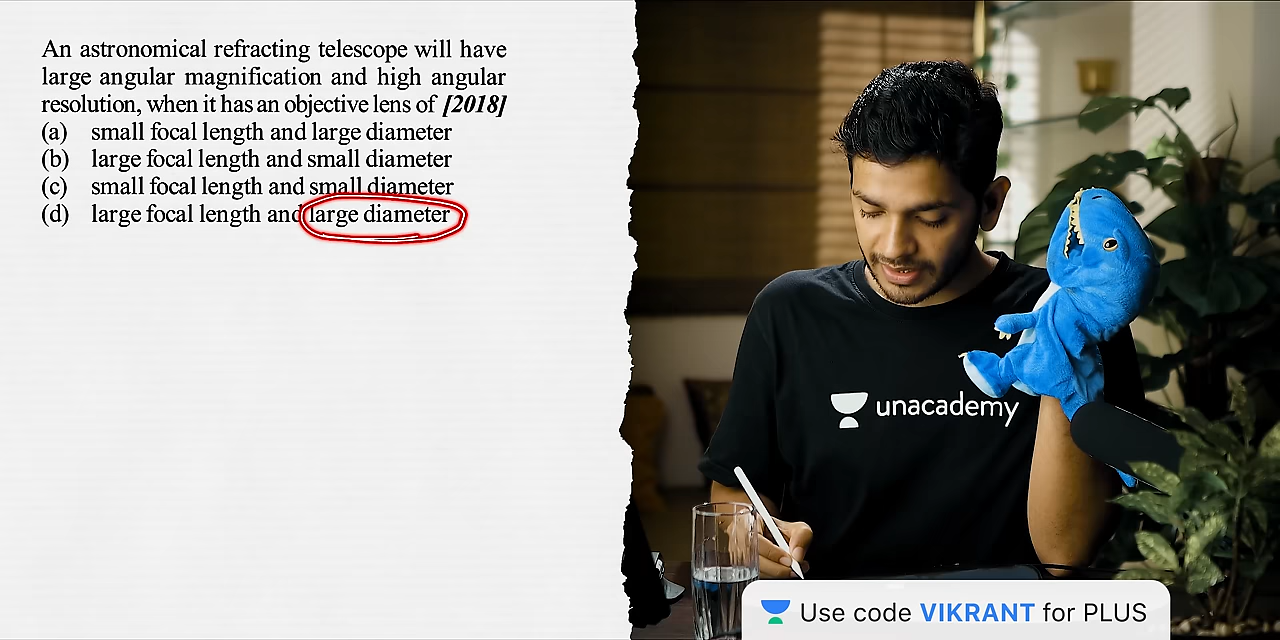 An astronomical refracting telescope will have
large angular magnification and high angular
resolution, when it has an objective lens of [2018]
(a) small focal length and large diameter
(b) large focal length and small diameter
(c) small focal length and small diameter
(d) large focal length and large diameter
unacademy
Use code VIKRANT for PLUS